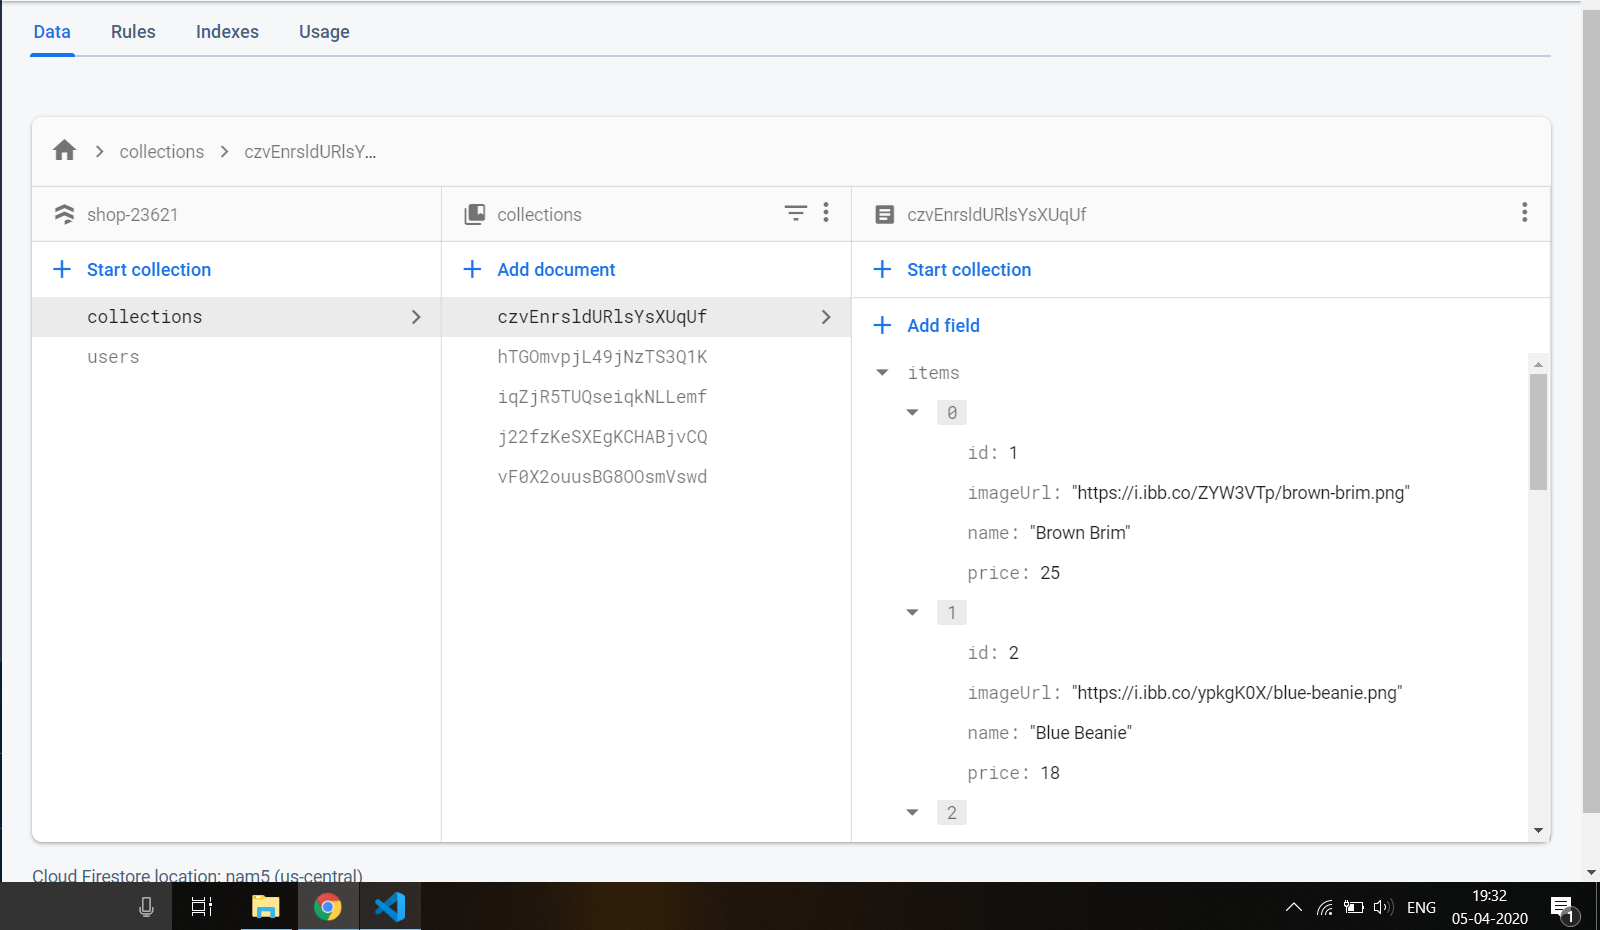 Data Rules Indexes Usage
collections czvEnrsldURlsY...
shop-23621
Start collection
collections
users
collections
Add document
czvEnrsldURlsYsXUqUf
hTGOmvpjL49jNzTS3Q1K
iqZjR5TUQseiqkNLLemf
j22fzKeSXEgKCHABjvCQ
vF0X2ouusBG8OOsmVswd
czvEnrsldURlsYsXUqUf
Start collection
Add field
items
0
id: 1
imageUrl: "https://i.ibb.co/ZYW3VTp/brown-brim.png"
name: "Brown Brim"
price: 25
1
id: 2
imageUrl: "https://i.ibb.co/ypkgK0X/blue-beanie.png"
name: "Blue Beanie"
price: 18
2
Cloud Firestore location: nam5 (us-central)
ENG
19:32
05-04-2020
1